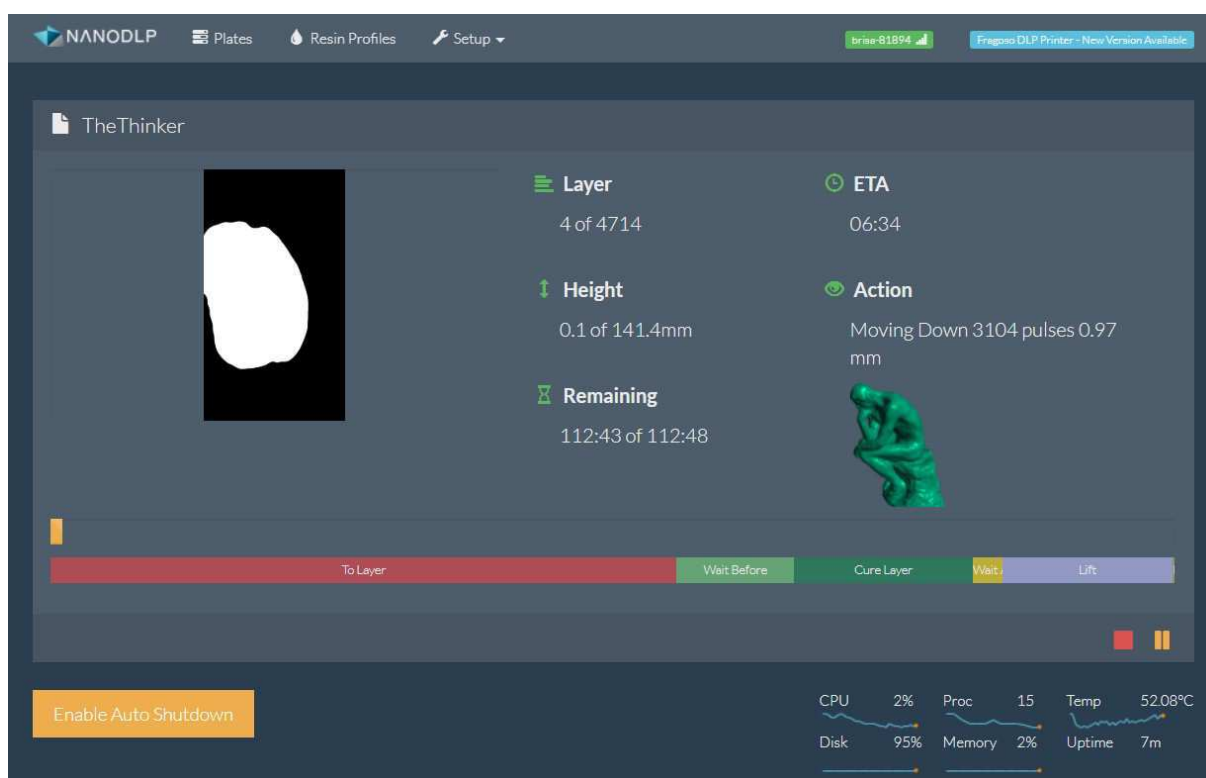 NANODLP Plates Resin Profiles Setup brisa-81894 Fragoso DLP Printer - New Version Available
TheThinker
Layer
4 of 4714
ETA
06:34
Height
0.1 of 141.4mm
Action
Moving Down 3104 pulses 0.97
mm
Remaining
112:43 of 112:48
To Layer Wait Before Cure Layer Wait Lift
Enable Auto Shutdown
CPU 2% Proc 15 Temp 52.08°C
Disk 95% Memory 2% Uptime 7m